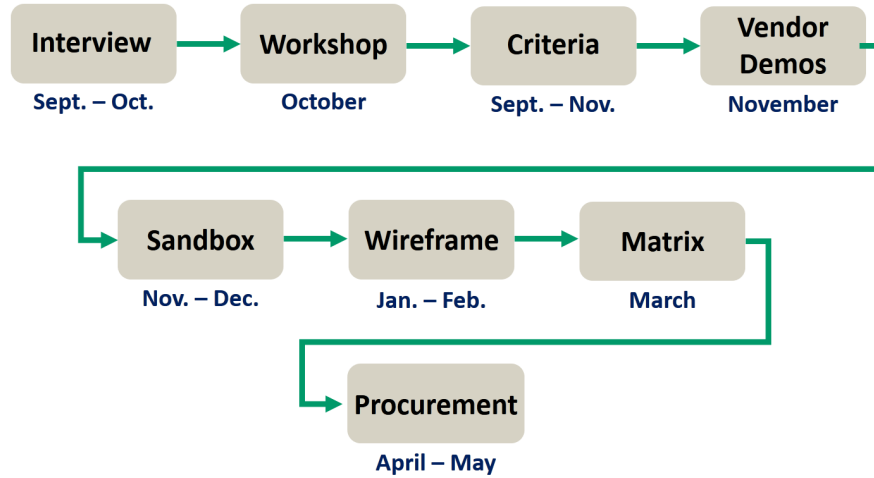 Interview
Workshop
Criteria
Vendor
Demos
Sept. – Oct.
October
Sept. – Nov.
November
Sandbox
Wireframe
Matrix
Nov. – Dec.
Jan. – Feb.
March
Procurement
April – May